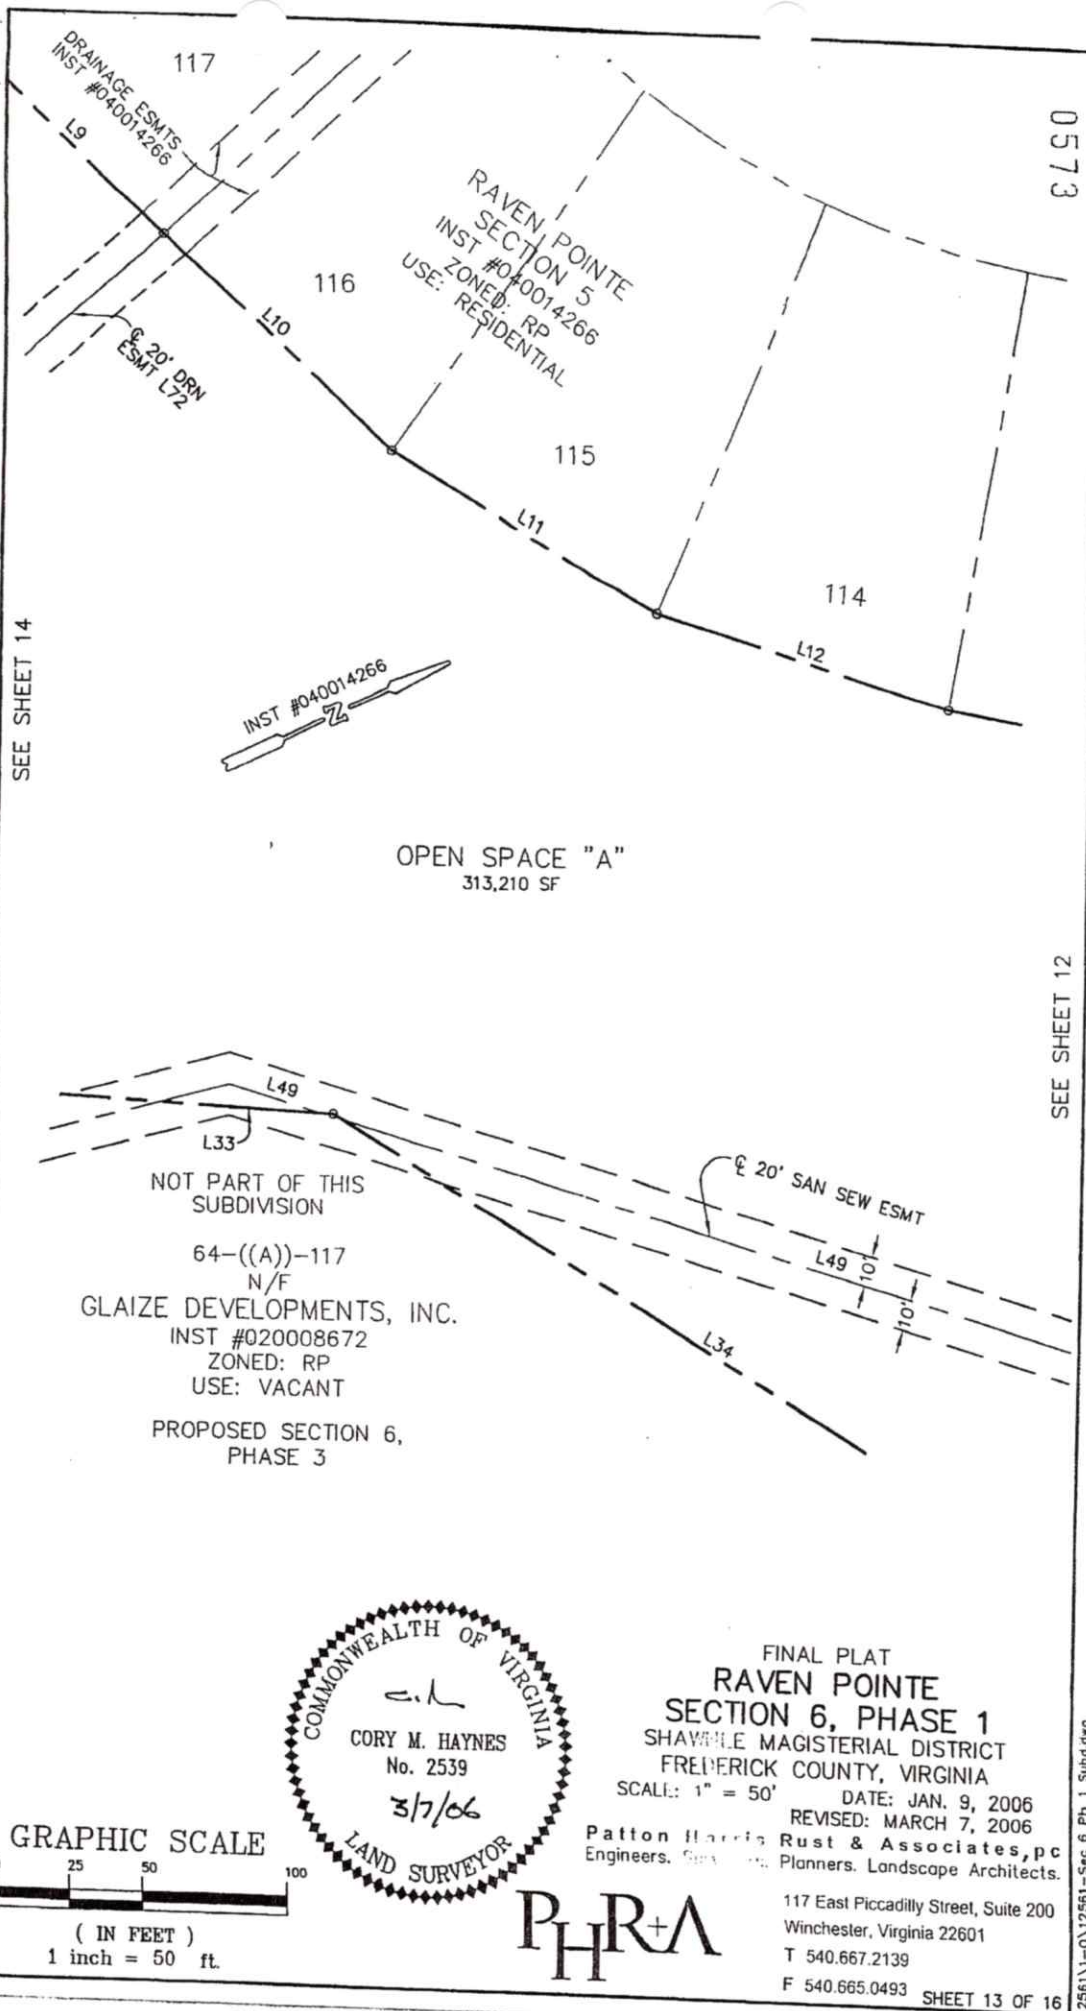 0573
117
DRAINAGE ESMTS
INST #040014266
L9
RAVEN POINTE
SECTION 5
INST #040014266
ZONED: RP
USE: RESIDENTIAL
116
L10
℄ 20' DRN
ESMT L72
115
L11
114
L12
SEE SHEET 14
INST #040014266
N
OPEN SPACE "A"
313,210 SF
SEE SHEET 12
L49
L33
NOT PART OF THIS
SUBDIVISION
64-((A))-117
N/F
GLAIZE DEVELOPMENTS, INC.
INST #020008672
ZONED: RP
USE: VACANT
PROPOSED SECTION 6,
PHASE 3
℄ 20' SAN SEW ESMT
L49
10'
10'
L34
COMMONWEALTH OF VIRGINIA
CORY M. HAYNES
No. 2539
3/7/06
LAND SURVEYOR
FINAL PLAT
RAVEN POINTE
SECTION 6, PHASE 1
MAGISTERIAL DISTRICT
FREDERICK COUNTY, VIRGINIA
SCALE: 1" = 50'
DATE: JAN. 9, 2006
REVISED: MARCH 7, 2006
Patton Harris Rust & Associates,pc
Engineers. Planners. Landscape Architects.
117 East Piccadilly Street, Suite 200
Winchester, Virginia 22601
T 540.667.2139
F 540.665.0493
PHR+A
GRAPHIC SCALE
25 50 100
( IN FEET )
1 inch = 50 ft.
SHEET 13 OF 16